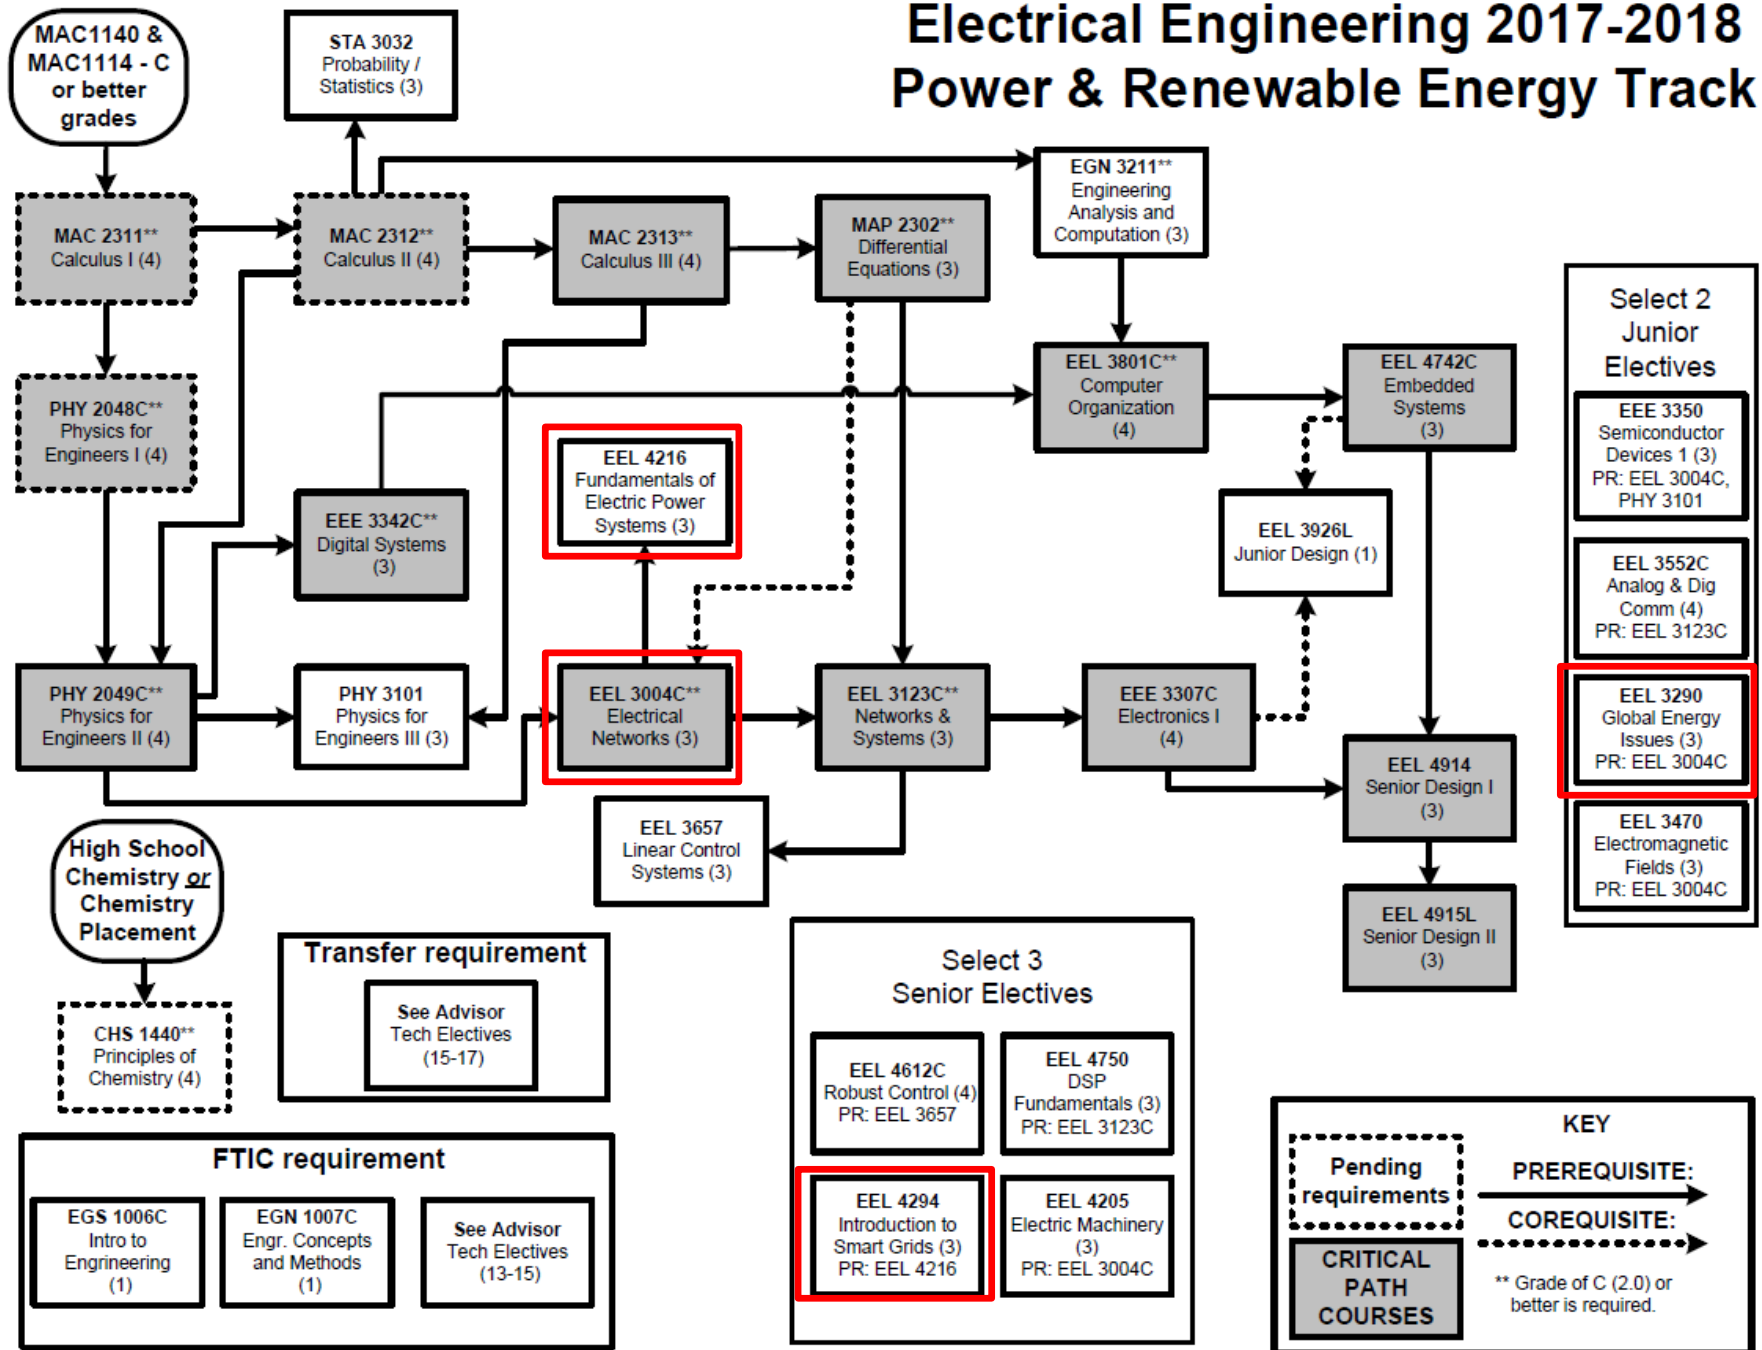 Electrical Engineering 2017-2018
Power & Renewable Energy Track
MAC1140 &
MAC1114 - C
or better
grades
STA 3032
Probability /
Statistics (3)
EGN 3211**
Engineering
Analysis and
Computation (3)
MAC 2311**
Calculus I (4)
MAC 2312**
Calculus II (4)
MAC 2313**
Calculus III (4)
MAP 2302**
Differential
Equations (3)
PHY 2048C**
Physics for
Engineers I (4)
EEL 3801C**
Computer
Organization
(4)
EEL 4742C
Embedded
Systems
(3)
EEL 4216
Fundamentals of
Electric Power
Systems (3)
EEE 3342C**
Digital Systems
(3)
EEL 3926L
Junior Design (1)
PHY 2049C**
Physics for
Engineers II (4)
PHY 3101
Physics for
Engineers III (3)
EEL 3004C**
Electrical
Networks (3)
EEL 3123C**
Networks &
Systems (3)
EEE 3307C
Electronics I
(4)
EEL 4914
Senior Design I
(3)
EEL 3657
Linear Control
Systems (3)
EEL 4915L
Senior Design II
(3)
Select 2
Junior
Electives
EEE 3350
Semiconductor
Devices 1 (3)
PR: EEL 3004C,
PHY 3101
EEL 3552C
Analog & Dig
Comm (4)
PR: EEL 3123C
EEL 3290
Global Energy
Issues (3)
PR: EEL 3004C
EEL 3470
Electromagnetic
Fields (3)
PR: EEL 3004C
High School
Chemistry or
Chemistry
Placement
CHS 1440**
Principles of
Chemistry (4)
Transfer requirement
See Advisor
Tech Electives
(15-17)
FTIC requirement
EGS 1006C
Intro to
Engrineering
(1)
EGN 1007C
Engr. Concepts
and Methods
(1)
See Advisor
Tech Electives
(13-15)
Select 3
Senior Electives
EEL 4612C
Robust Control (4)
PR: EEL 3657
EEL 4750
DSP
Fundamentals (3)
PR: EEL 3123C
EEL 4294
Introduction to
Smart Grids (3)
PR: EEL 4216
EEL 4205
Electric Machinery
(3)
PR: EEL 3004C
KEY
Pending
requirements
PREREQUISITE:
COREQUISITE:
CRITICAL
PATH
COURSES
** Grade of C (2.0) or
better is required.